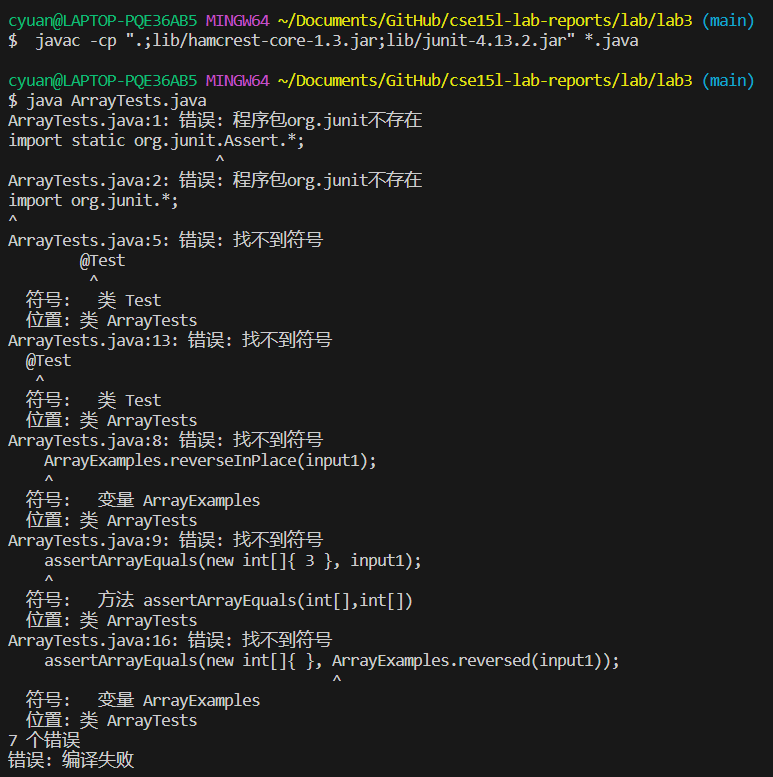 cyuan@LAPTOP-PQE36AB5 MINGW64 ~/Documents/GitHub/cse15l-lab-reports/lab/lab3 (main)
$  javac -cp ".;lib/hamcrest-core-1.3.jar;lib/junit-4.13.2.jar" *.java
cyuan@LAPTOP-PQE36AB5 MINGW64 ~/Documents/GitHub/cse15l-lab-reports/lab/lab3 (main)
$ java ArrayTests.java
ArrayTests.java:1: 错误: 程序包org.junit不存在
import static org.junit.Assert.*;
                       ^
ArrayTests.java:2: 错误: 程序包org.junit不存在
import org.junit.*;
^
ArrayTests.java:5: 错误: 找不到符号
        @Test
         ^
  符号:   类 Test
  位置: 类 ArrayTests
ArrayTests.java:13: 错误: 找不到符号
  @Test
   ^
  符号:   类 Test
  位置: 类 ArrayTests
ArrayTests.java:8: 错误: 找不到符号
    ArrayExamples.reverseInPlace(input1);
    ^
  符号:   变量 ArrayExamples
  位置: 类 ArrayTests
ArrayTests.java:9: 错误: 找不到符号
    assertArrayEquals(new int[]{ 3 }, input1);
    ^
  符号:   方法 assertArrayEquals(int[],int[])
  位置: 类 ArrayTests
ArrayTests.java:16: 错误: 找不到符号
    assertArrayEquals(new int[]{ }, ArrayExamples.reversed(input1));
                                    ^
  符号:   变量 ArrayExamples
  位置: 类 ArrayTests
7 个错误
错误: 编译失败